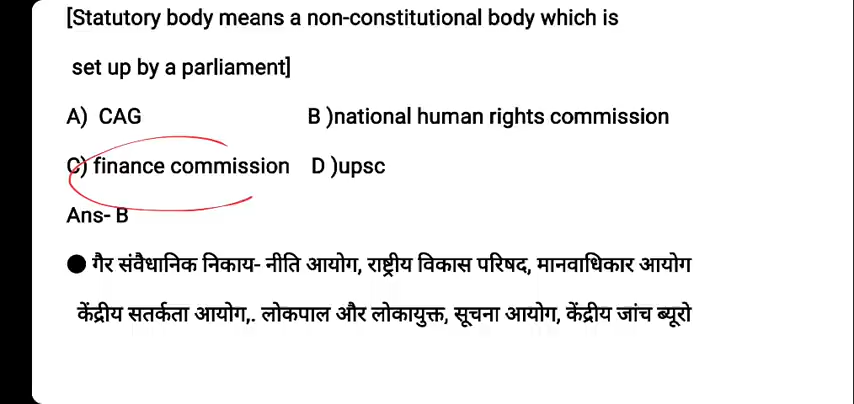 [Statutory body means a non-constitutional body which is
set up by a parliament]
A) CAG B )national human rights commission
C) finance commission D )upsc
Ans- B
● गैर संवैधानिक निकाय- नीति आयोग, राष्ट्रीय विकास परिषद, मानवाधिकार आयोग
केंद्रीय सतर्कता आयोग,. लोकपाल और लोकायुक्त, सूचना आयोग, केंद्रीय जांच ब्यूरो